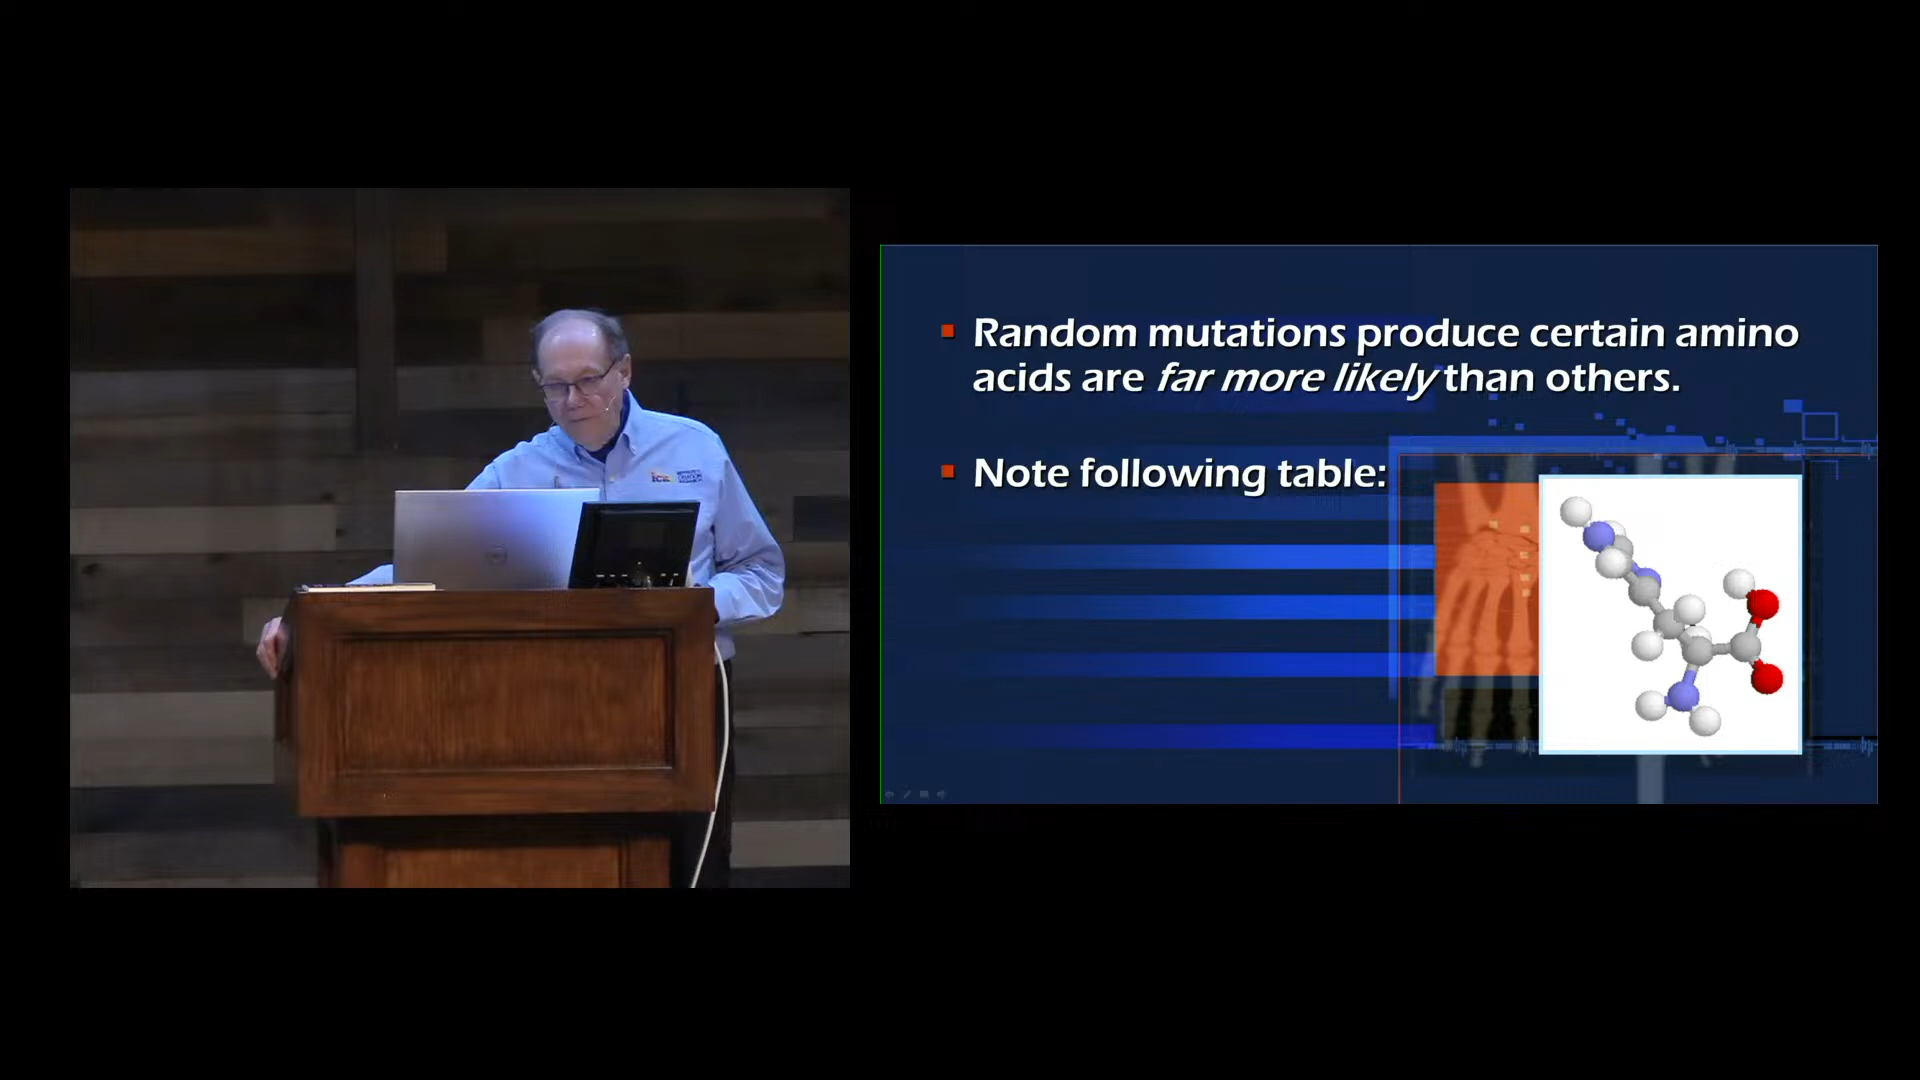 Random mutations produce certain amino
acids are far more likely than others.
Note following table: